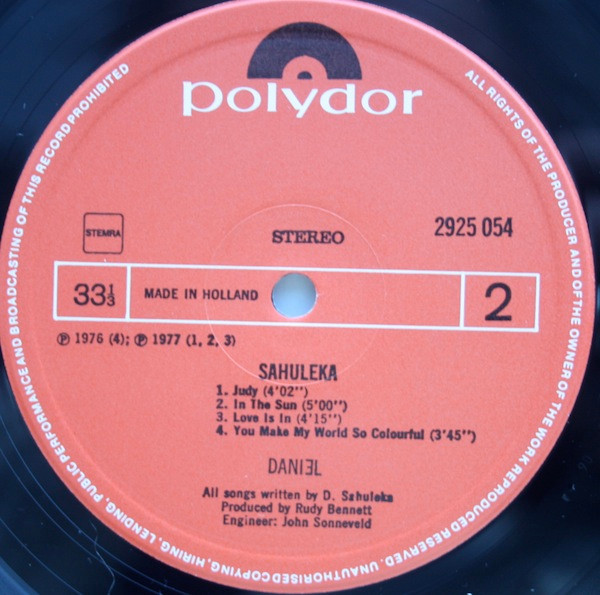 polydor
ALL RIGHTS OF THE PRODUCER AND OF THE OWNER OF THE WORK REPRODUCED RESERVED. UNAUTHORISED COPYING, HIRING, LENDING, PUBLIC PERFORMANCE AND BROADCASTING OF THIS RECORD PROHIBITED
STEMRA
STEREO
2925 054
33⅓
MADE IN HOLLAND
2
℗ 1976 (4); ℗ 1977 (1, 2, 3)
SAHULEKA
1. Judy (4'02'')
2. In The Sun (5'00'')
3. Love Is In (4'15'')
4. You Make My World So Colourful (3'45'')
DANIƎL
All songs written by D. Sahuleka
Produced by Rudy Bennett
Engineer: John Sonneveld